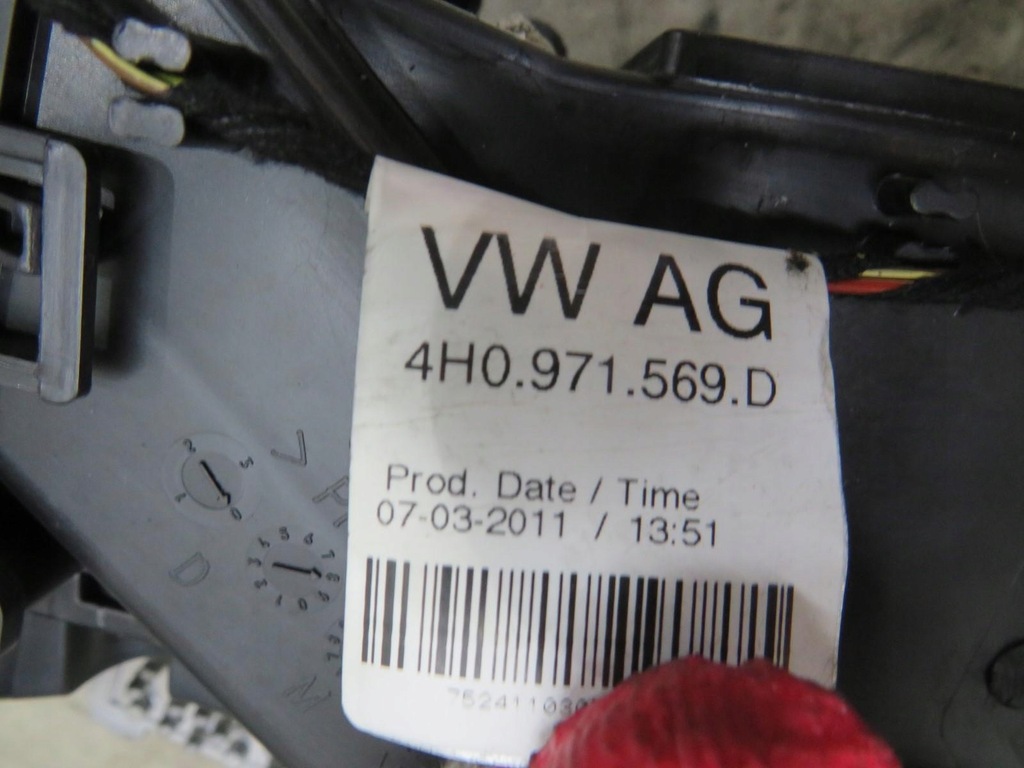 VW AG
4H0.971.569.D
Prod. Date / Time
07-03-2011 / 13:51